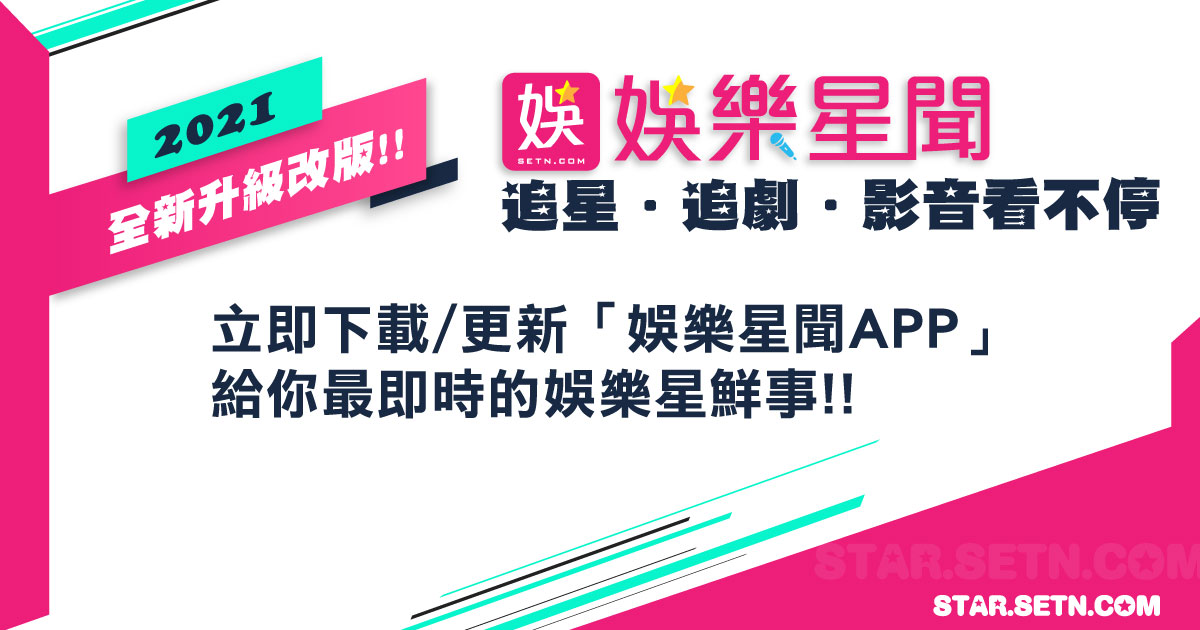 2021
全新升級改版!!
娛
SETN.COM
娛樂星聞
追星·追劇·影音看不停
立即下載/更新「娛樂星聞APP」
給你最即時的娛樂星鮮事!!
STAR.SETN.COM
STAR.SETN.COM